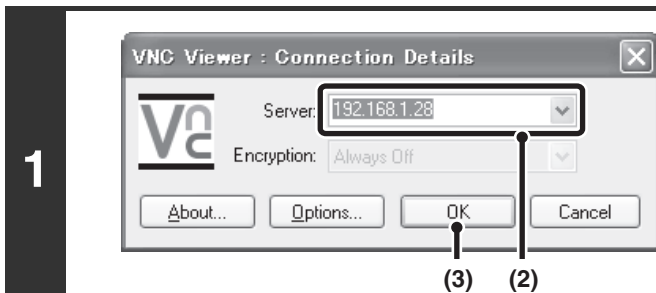 1
VNC Viewer : Connection Details
VNC
Server: 192.168.1.28
Encryption: Always Off
About... Options... OK Cancel
(3) (2)